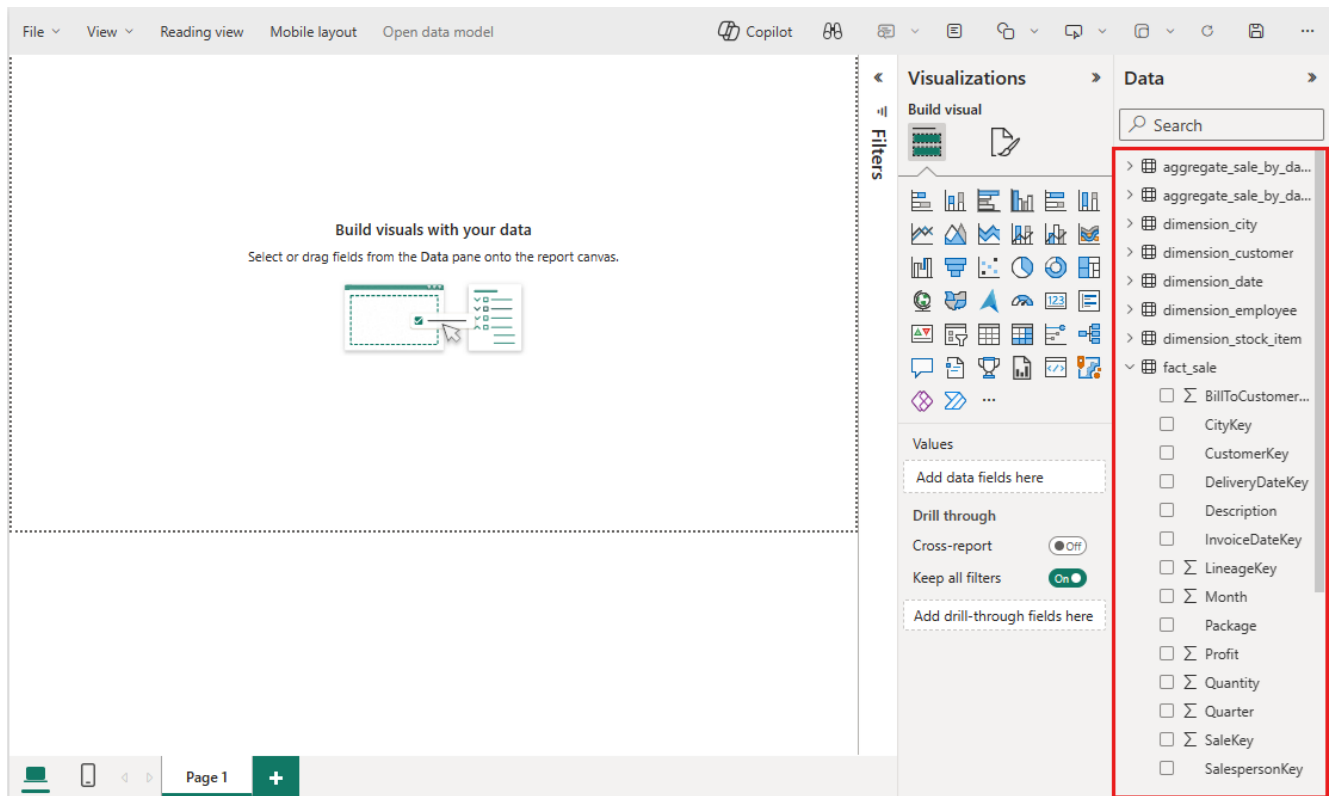 File View Reading view Mobile layout Open data model Copilot
Build visuals with your data
Select or drag fields from the Data pane onto the report canvas.
Filters
Visualizations
Build visual
123
Values
Add data fields here
Drill through
Cross-report Off
Keep all filters On
Add drill-through fields here
Data
Search
aggregate_sale_by_da...
aggregate_sale_by_da...
dimension_city
dimension_customer
dimension_date
dimension_employee
dimension_stock_item
fact_sale
Σ BillToCustomer...
CityKey
CustomerKey
DeliveryDateKey
Description
InvoiceDateKey
Σ LineageKey
Σ Month
Package
Σ Profit
Σ Quantity
Σ Quarter
Σ SaleKey
SalespersonKey
Page 1 +